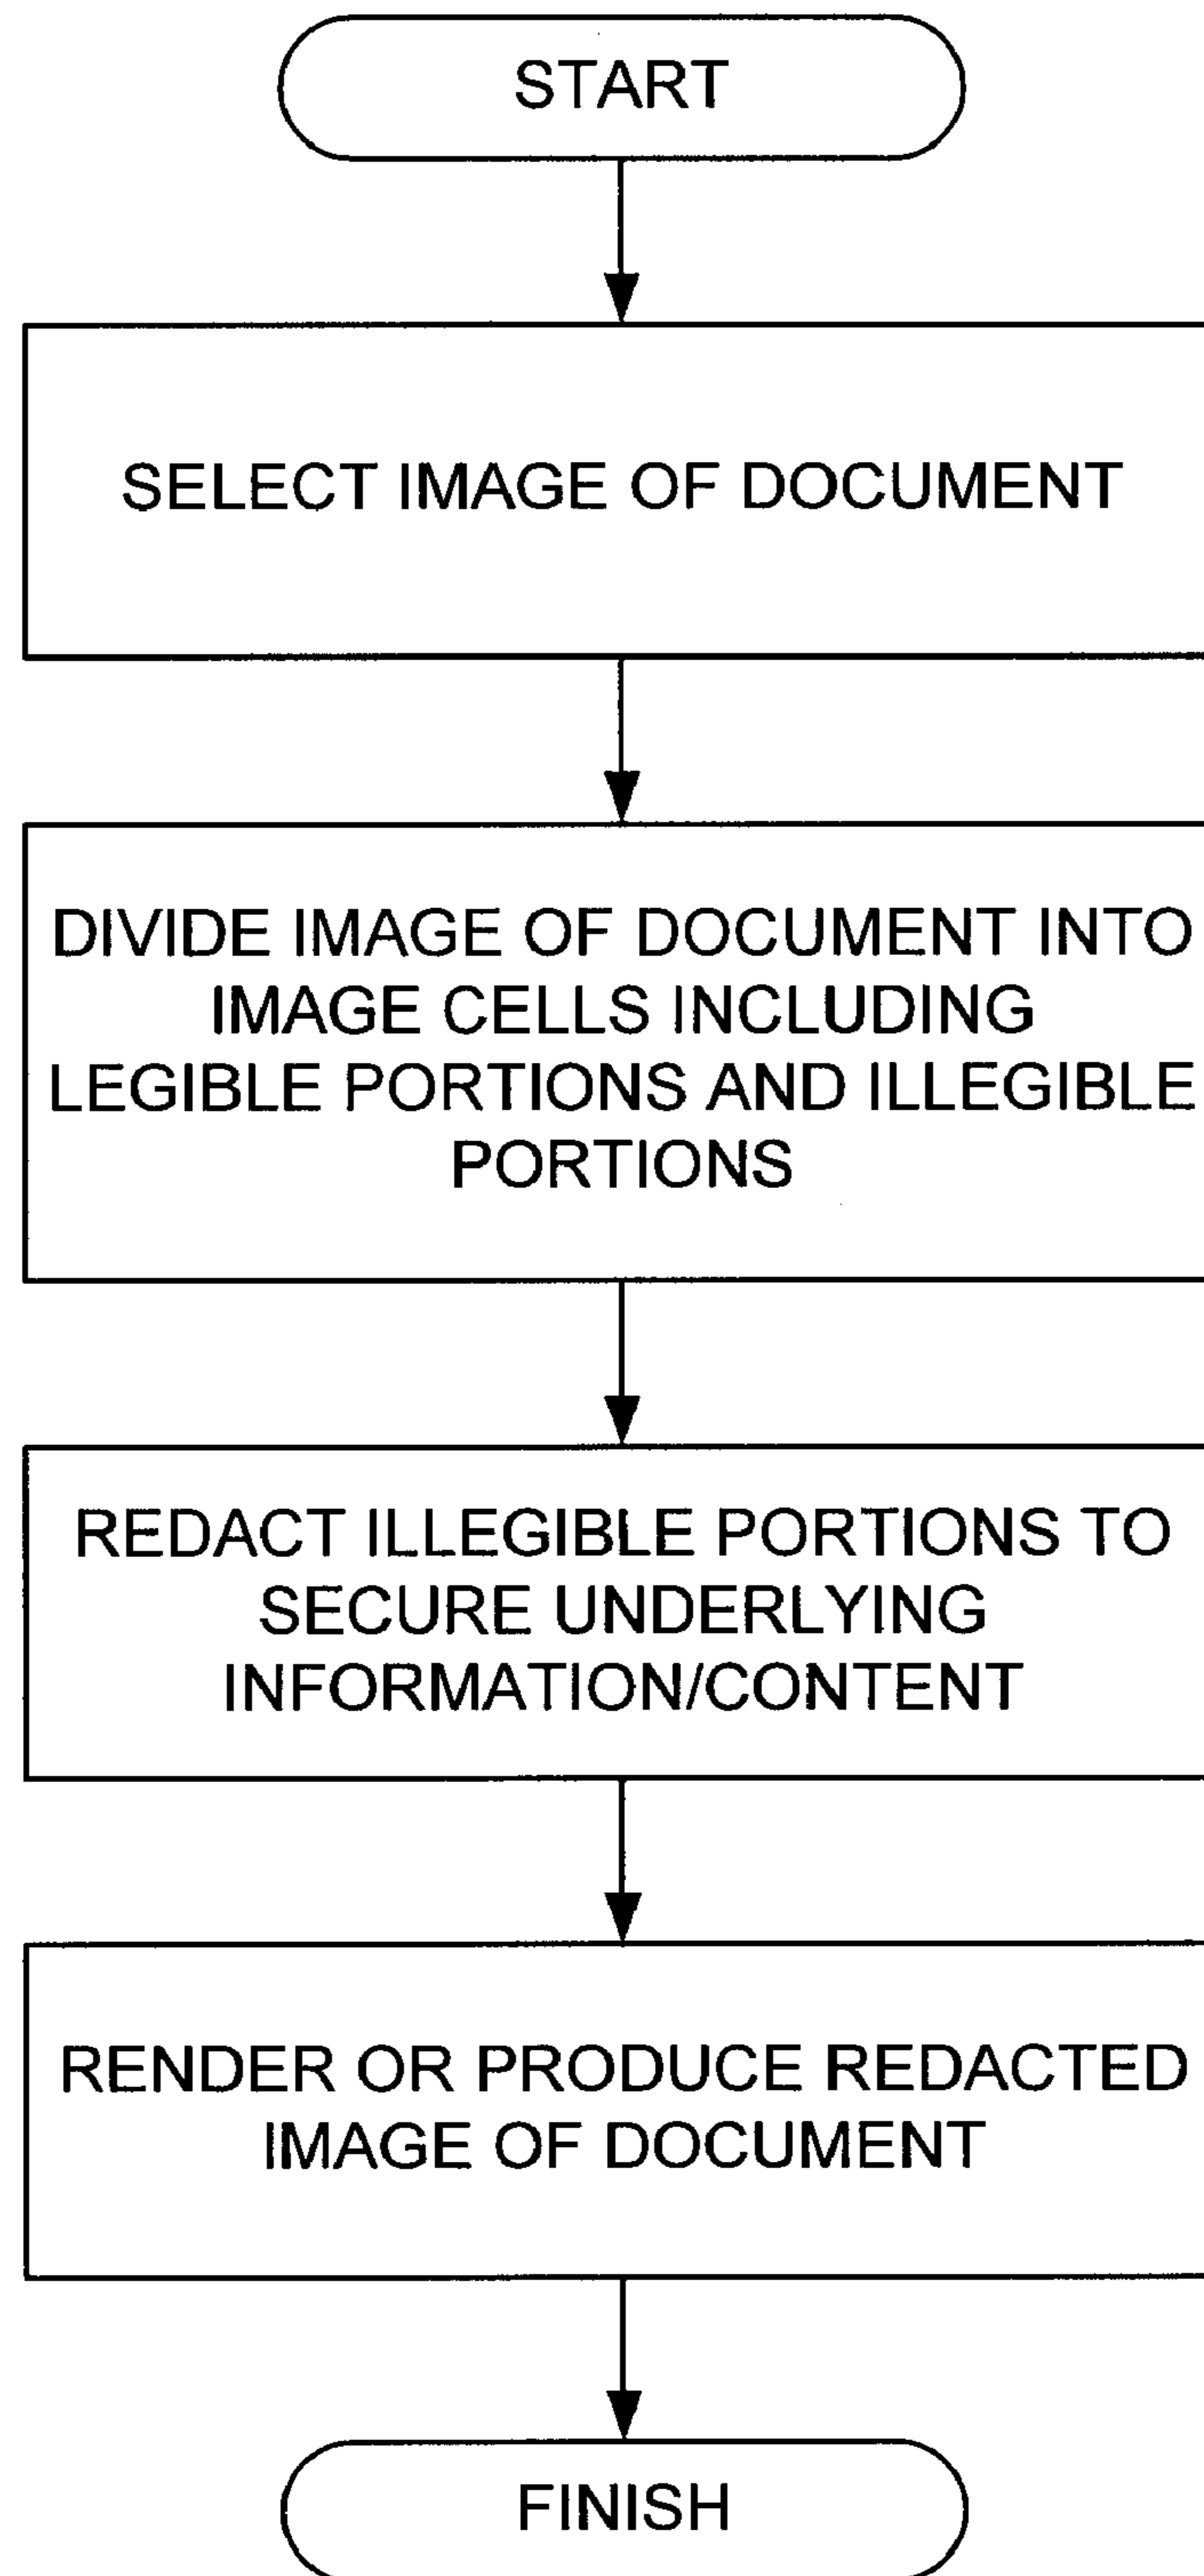 START
SELECT IMAGE OF DOCUMENT
DIVIDE IMAGE OF DOCUMENT INTO
IMAGE CELLS INCLUDING
LEGIBLE PORTIONS AND ILLEGIBLE
PORTIONS
REDACT ILLEGIBLE PORTIONS TO
SECURE UNDERLYING
INFORMATION/CONTENT
RENDER OR PRODUCE REDACTED
IMAGE OF DOCUMENT
FINISH